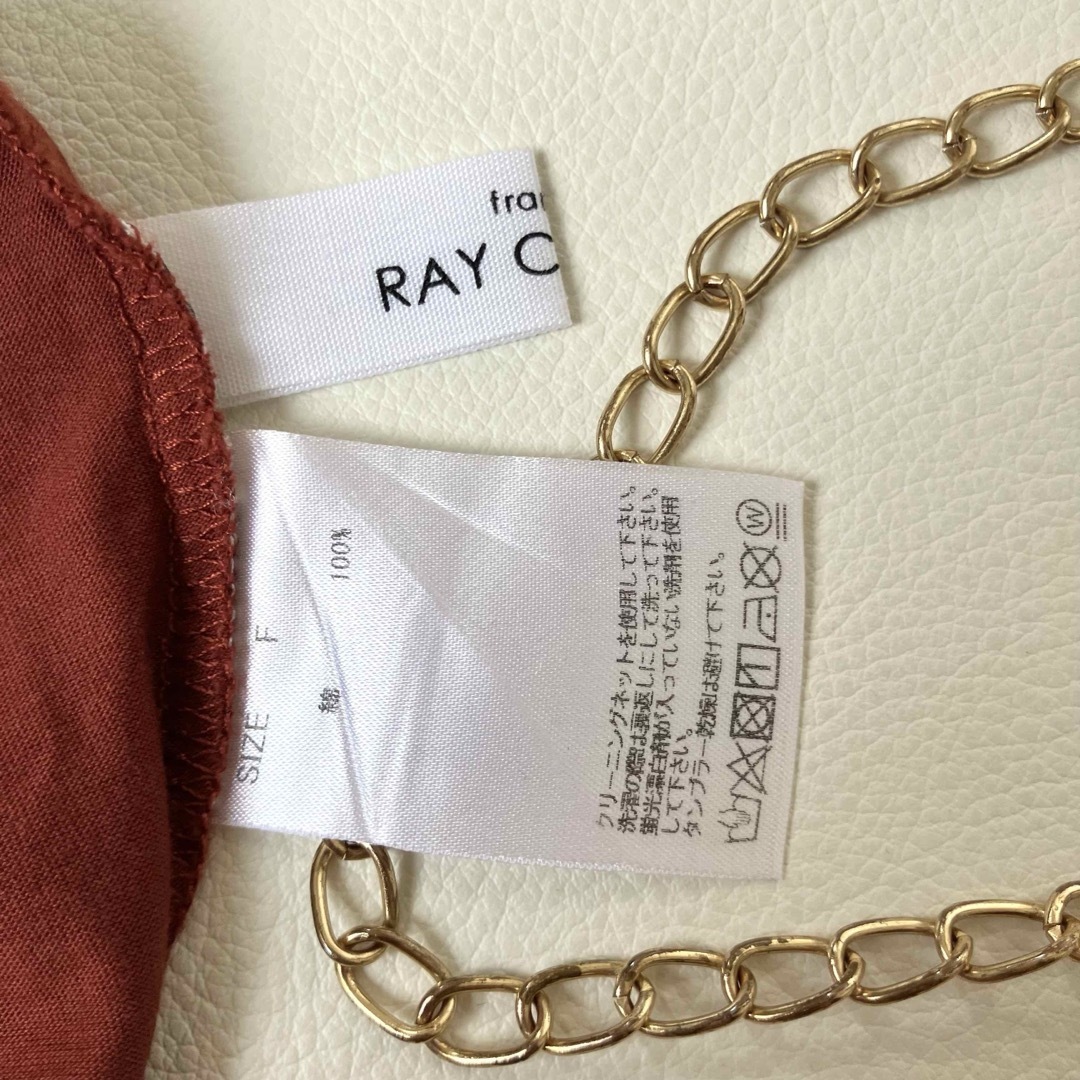 fra
RAY C
SIZE F
綿 100%
クリーニングネットを使用して下さい。
洗濯の際は裏返しにして洗って下さい。
蛍光漂白剤が入っていない洗剤を使用
して下さい。
タンブラー乾燥は避けて下さい。
W